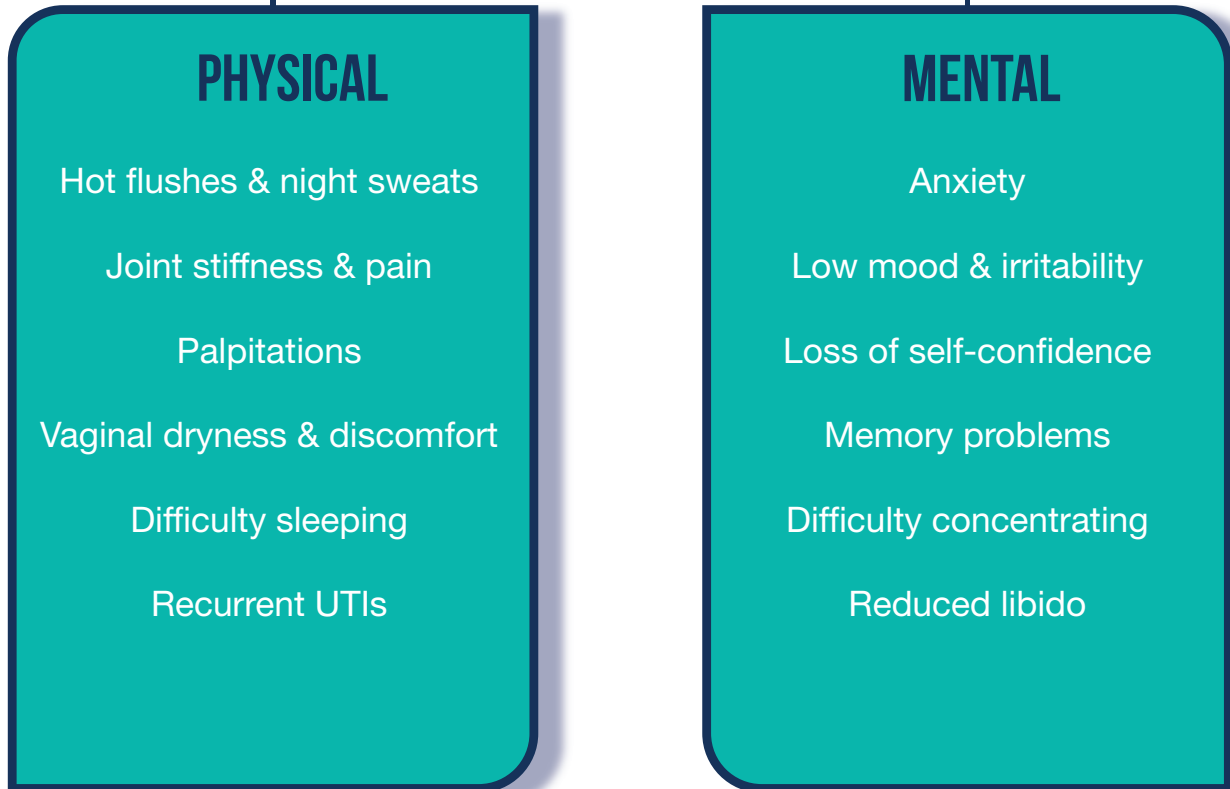 PHYSICAL
Hot flushes & night sweats
Joint stiffness & pain
Palpitations
Vaginal dryness & discomfort
Difficulty sleeping
Recurrent UTIs
MENTAL
Anxiety
Low mood & irritability
Loss of self-confidence
Memory problems
Difficulty concentrating
Reduced libido